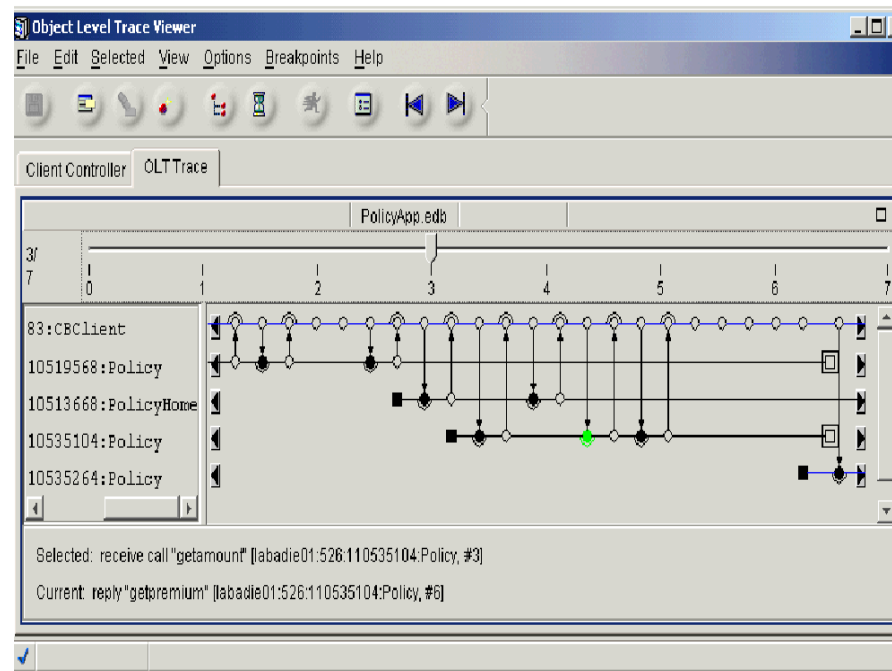 Object Level Trace Viewer
File Edit Selected View Options Breakpoints Help
Client Controller OLT Trace
PolicyApp.edb
3/
7
0 1 2 3 4 5 6 7
83:CBClient
10519568:Policy
10513668:PolicyHome
10535104:Policy
10535264:Policy
Selected: receive call "getamount" [labadie01:526:110535104:Policy, #3]
Current: reply "getpremium" [labadie01:526:110535104:Policy, #6]